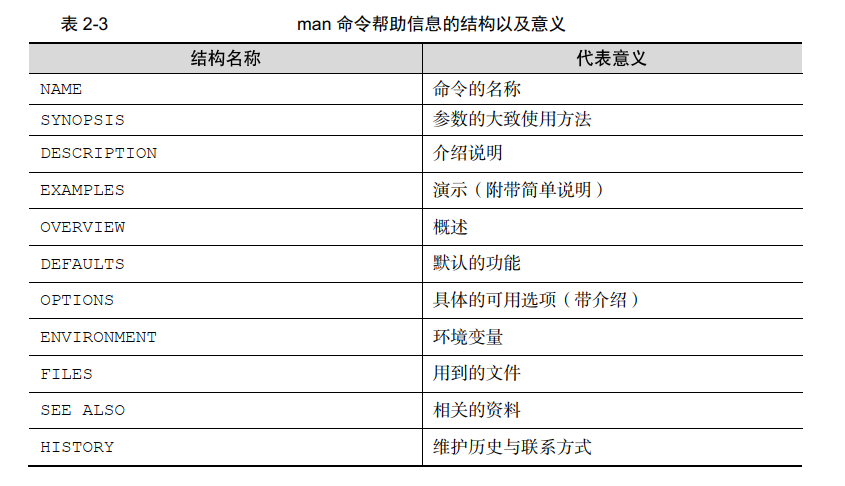 表 2-3 man 命令帮助信息的结构以及意义
结构名称 代表意义
NAME 命令的名称
SYNOPSIS 参数的大致使用方法
DESCRIPTION 介绍说明
EXAMPLES 演示（附带简单说明）
OVERVIEW 概述
DEFAULTS 默认的功能
OPTIONS 具体的可用选项（带介绍）
ENVIRONMENT 环境变量
FILES 用到的文件
SEE ALSO 相关的资料
HISTORY 维护历史与联系方式